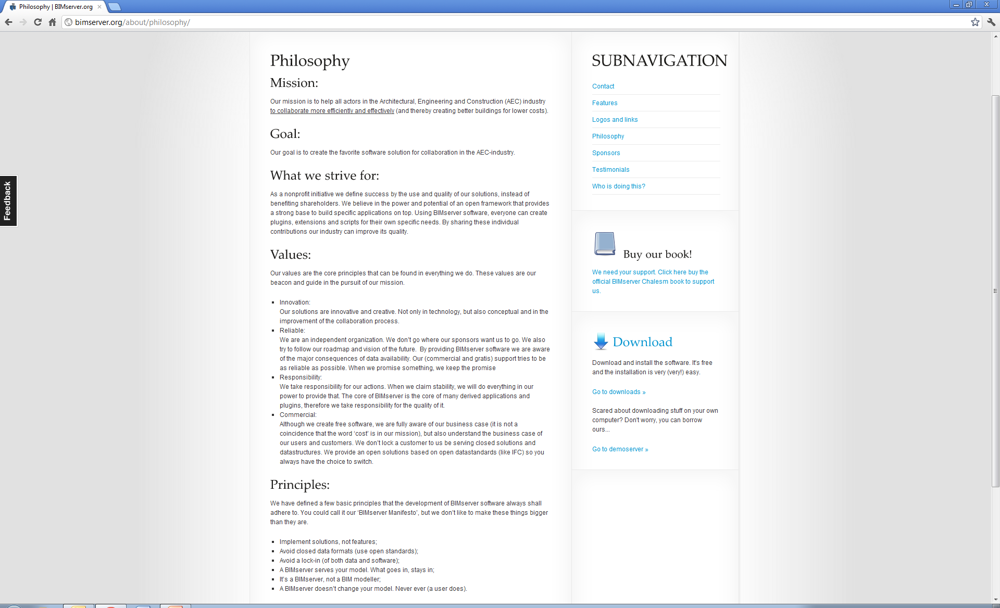 Philosophy | BIMserver.org
bimserver.org/about/philosophy/
Feedback
Philosophy
Mission:
Our mission is to help all actors in the Architectural, Engineering and Construction (AEC) industry
to collaborate more efficiently and effectively (and thereby creating better buildings for lower costs).
Goal:
Our goal is to create the favorite software solution for collaboration in the AEC-industry.
What we strive for:
As a nonprofit initiative we define success by the use and quality of our solutions, instead of
benefiting shareholders. We believe in the power and potential of an open framework that provides
a strong base to build specific applications on top. Using BIMserver software, everyone can create
plugins, extensions and scripts for their own specific needs. By sharing these individual
contributions our industry can improve its quality.
Values:
Our values are the core principles that can be found in everything we do. These values are our
beacon and guide in the pursuit of our mission.
Innovation:
Our solutions are innovative and creative. Not only in technology, but also conceptual and in the
improvement of the collaboration process.
Reliable:
We are an independent organization. We don’t go where our sponsors want us to go. We also
try to follow our roadmap and vision of the future.  By providing BIMserver software we are aware
of the major consequences of data availability. Our (commercial and gratis) support tries to be
as reliable as possible. When we promise something, we keep the promise
Responsibility:
We take responsibility for our actions. When we claim stability, we will do everything in our
power to provide that. The core of BIMserver is the core of many derived applications and
plugins, therefore we take responsibility for the quality of it.
Commercial:
Although we create free software, we are fully aware of our business case (it is not a
coincidence that the word ‘cost’ is in our mission), but also understand the business case of
our users and customers. We don’t lock a customer to us be serving closed solutions and
datastructures. We provide an open solutions based on open datastandards (like IFC) so you
always have the choice to switch.
Principles:
We have defined a few basic principles that the development of BIMserver software always shall
adhere to. You could call it our ‘BIMserver Manifesto’, but we don’t like to make these things bigger
than they are.
Implement solutions, not features;
Avoid closed data formats (use open standards);
Avoid a lock-in (of both data and software);
A BIMserver serves your model. What goes in, stays in;
It’s a BIMserver, not a BIM modeller;
A BIMserver doesn’t change your model. Never ever (a user does).
SUBNAVIGATION
Contact
Features
Logos and links
Philosophy
Sponsors
Testimonials
Who is doing this?
Buy our book!
We need your support. Click here buy the
official BIMserver Chalesm book to support
us.
Download
Download and install the software. It's free
and the installation is very (very!) easy.
Go to downloads »
Scared about downloading stuff on your own
computer? Don't worry, you can borrow
ours...
Go to demoserver »